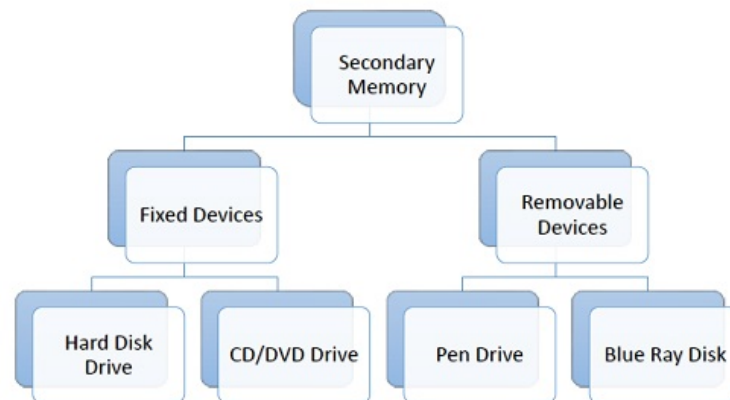 Secondary
Memory
Fixed Devices
Removable
Devices
Hard Disk
Drive
CD/DVD Drive
Pen Drive
Blue Ray Disk